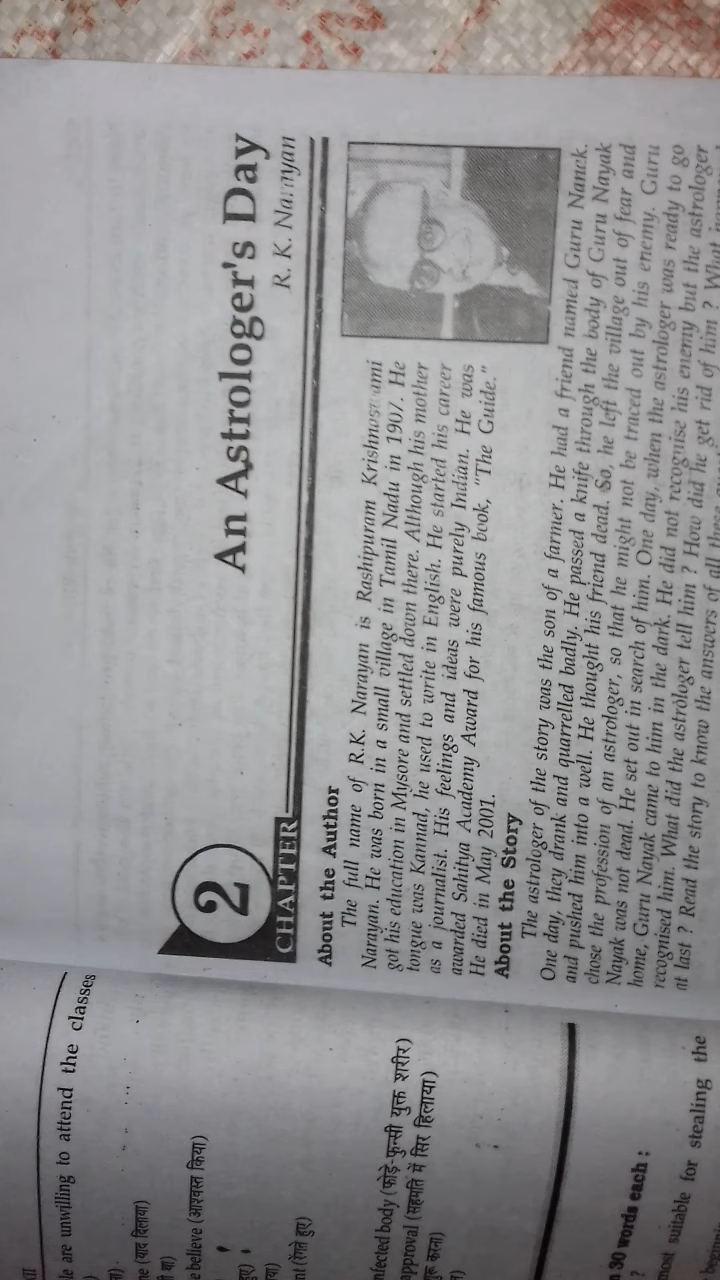 le are unwilling to attend the classes
(याद दिलाया)
believe (आश्वस्त किया)
(रेंगते हुए)
nfected body (फोड़े-फुन्सी युक्त शरीर)
approval (सहमति में सिर हिलाया)
30 words each :
most suitable for stealing the
2
CHAPTER
An Astrologer's Day
R. K. Narayan
About the Author
The full name of R.K. Narayan is Rashipuram
Narayan. He was born in a small village in Tamil Nadu in 1907. He
got his education in Mysore and settled down there. Although his mother
tongue was Kannad, he used to write in English. He started his career
as a journalist. His feelings and ideas were purely Indian. He was
awarded Sahitya Academy Award for his famous book, "The Guide."
He died in May 2001.
About the Story
The astrologer of the story was the son of a farmer. He had a friend named Guru Nanck.
One day, they drank and quarrelled badly. He passed a knife through the body of Guru Nayak
and pushed him into a well. He thought his friend dead. So, he left the village out of fear and
chose the profession of an astrologer, so that he might not be traced out by his enemy. Guru
Nayak was not dead. He set out in search of him. One day, when the astrologer was ready to go
home, Guru Nayak came to him in the dark. He did not recognise his enemy but the astrologer
recognised him. What did the astrologer tell him ? How did he get rid of him ? What
at last ? Read the story to know the answers of all